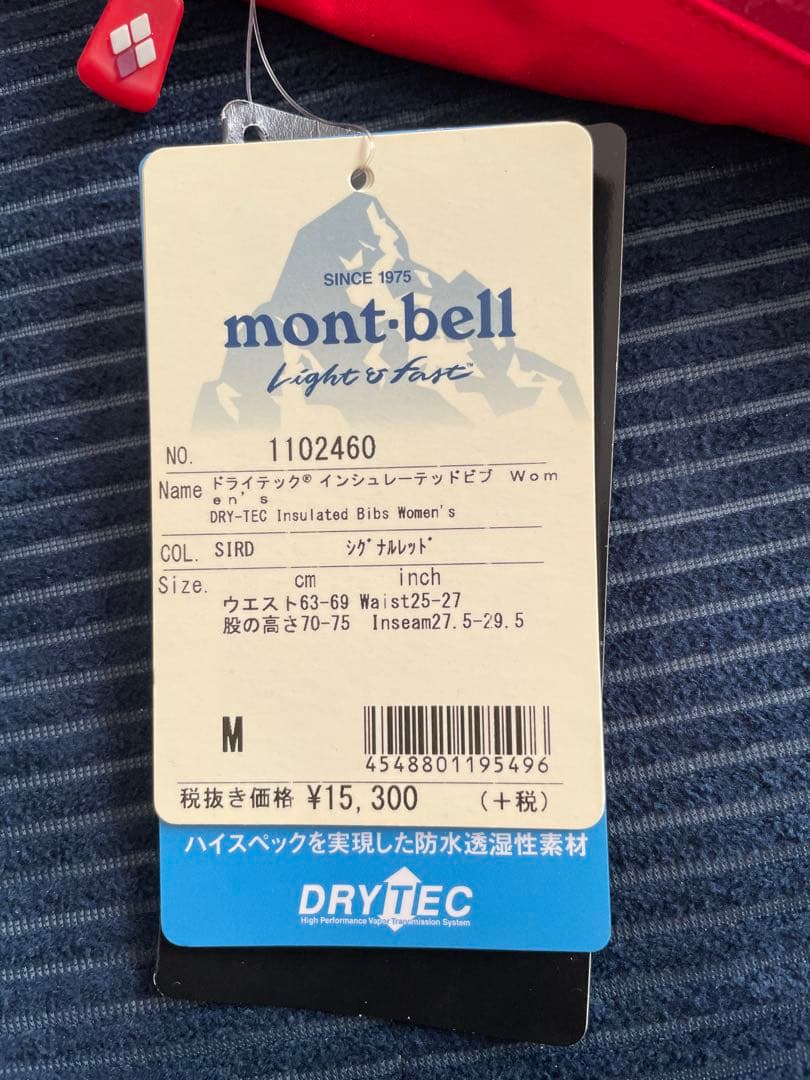 SINCE 1975
mont-bell
Light & Fast™
NO. 1102460
Name ドライテック® インシュレーテッドビブ Wom
en's
DRY-TEC Insulated Bibs Women's
COL. SIRD ｼｸﾞﾅﾙﾚｯﾄﾞ
Size. cm inch
ウエスト63-69 Waist25-27
股の高さ70-75 Inseam27.5-29.5
M
4548801195496
税抜き価格 ¥15,300 (+税)
ハイスペックを実現した防水透湿性素材
DRYTEC
High Performance Vapor Transmission System